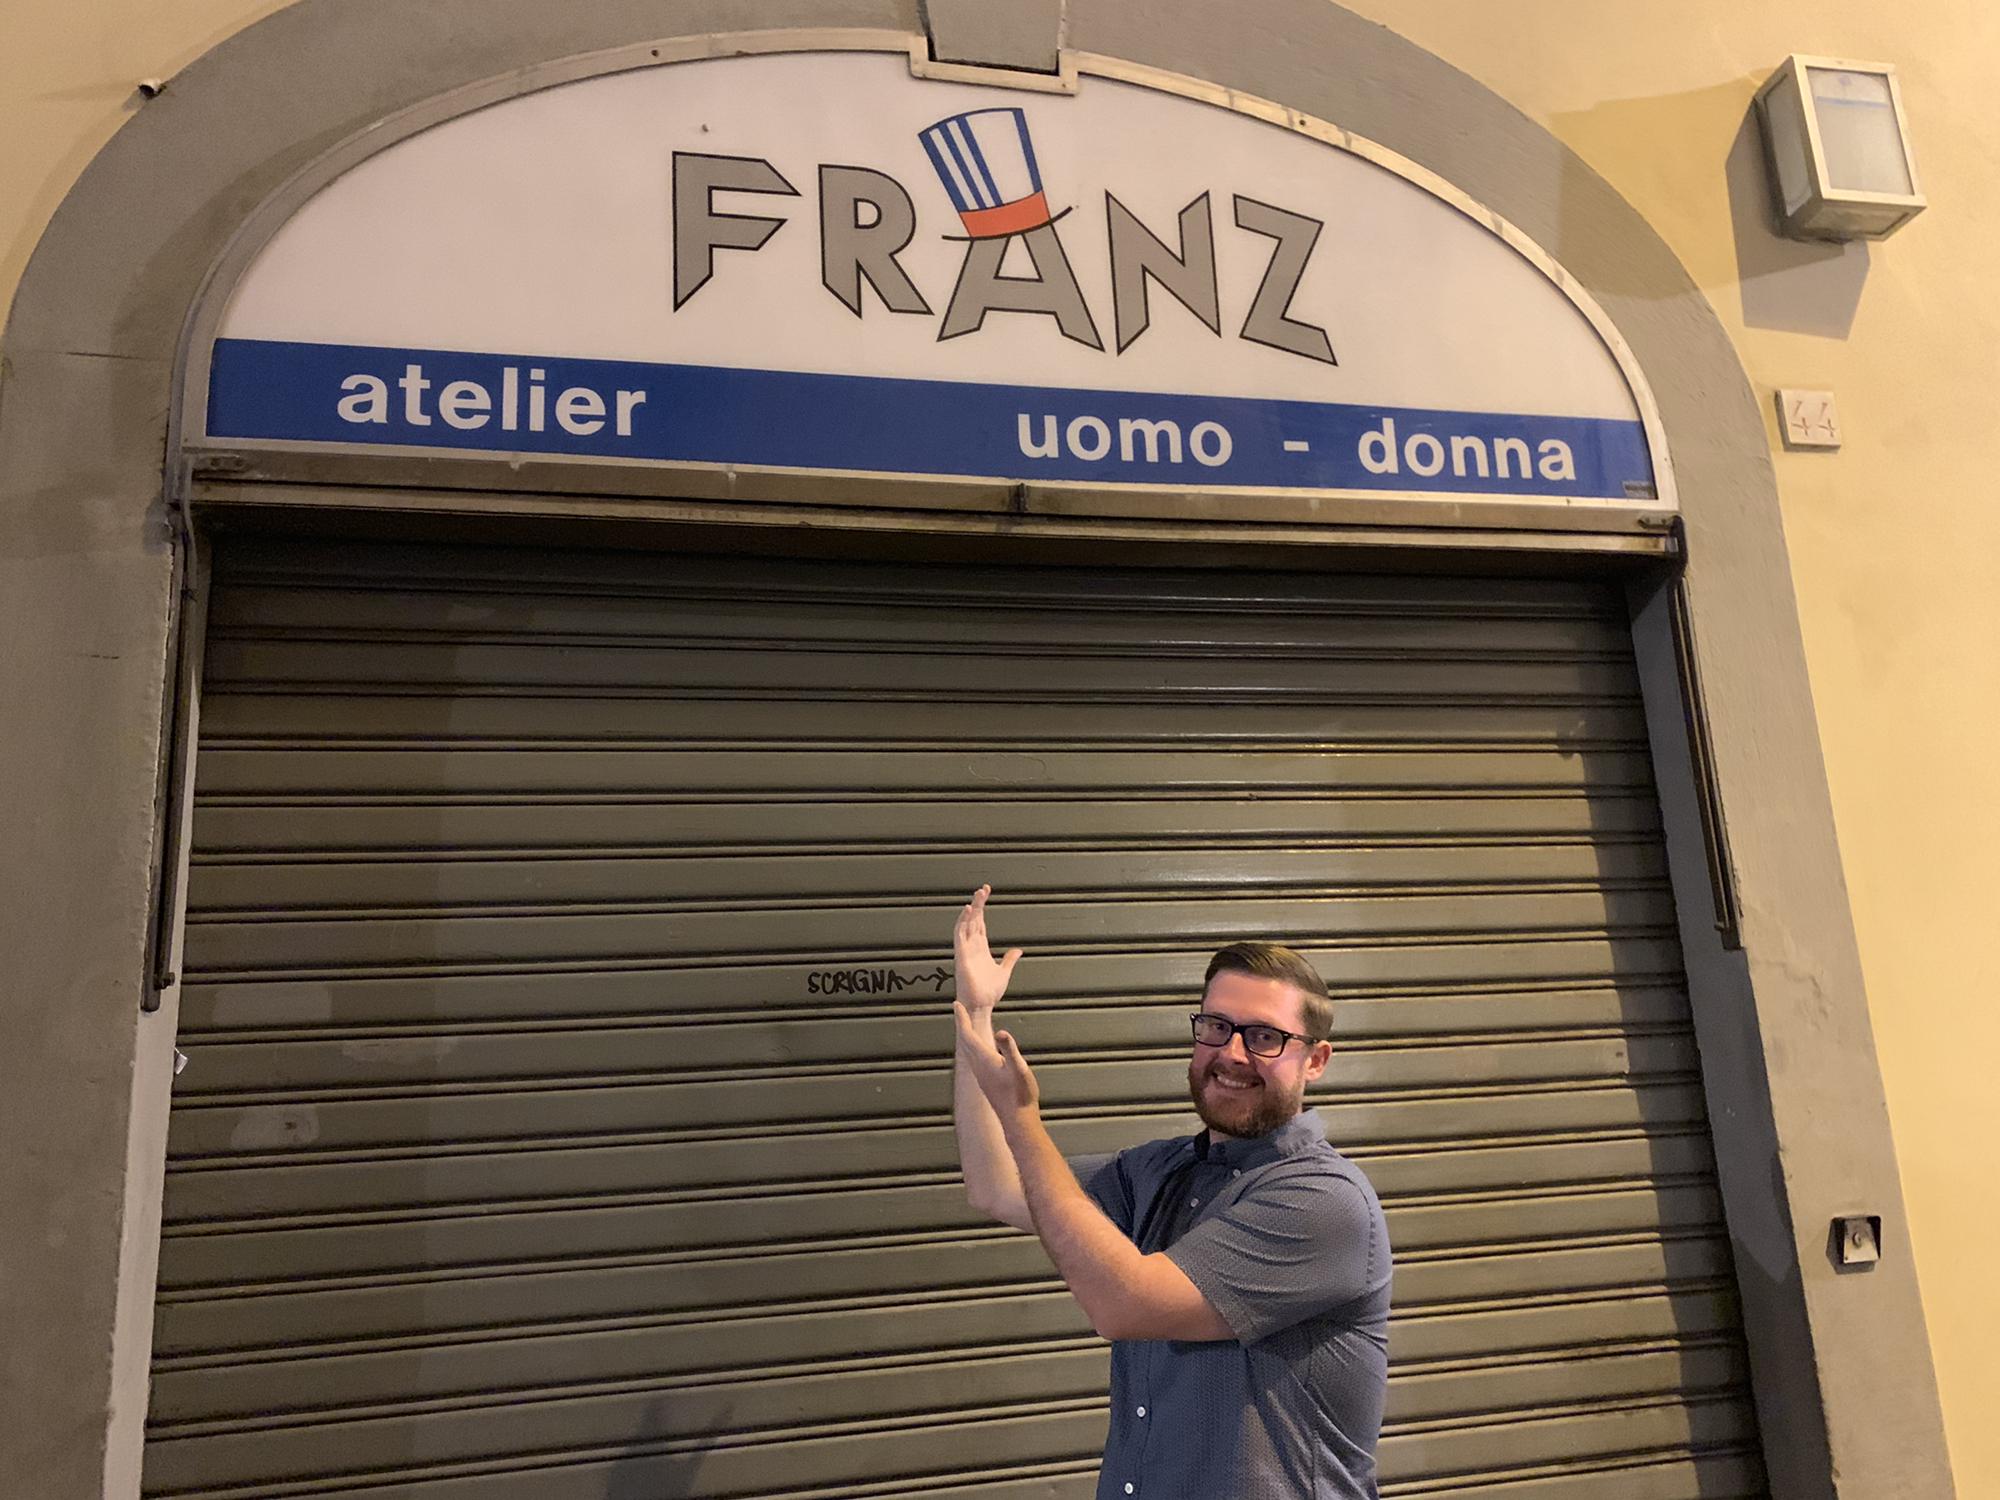 FRANZ
atelier uomo - donna
44
SCRIGNA